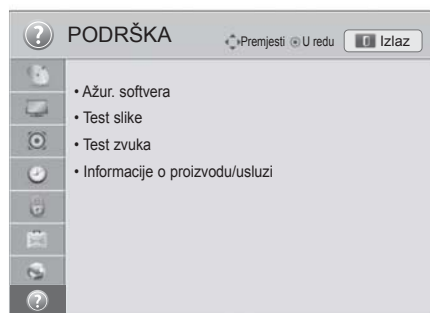 PODRŠKA Premjesti U redu Izlaz
• Ažur. softvera
• Test slike
• Test zvuka
• Informacije o proizvodu/usluzi